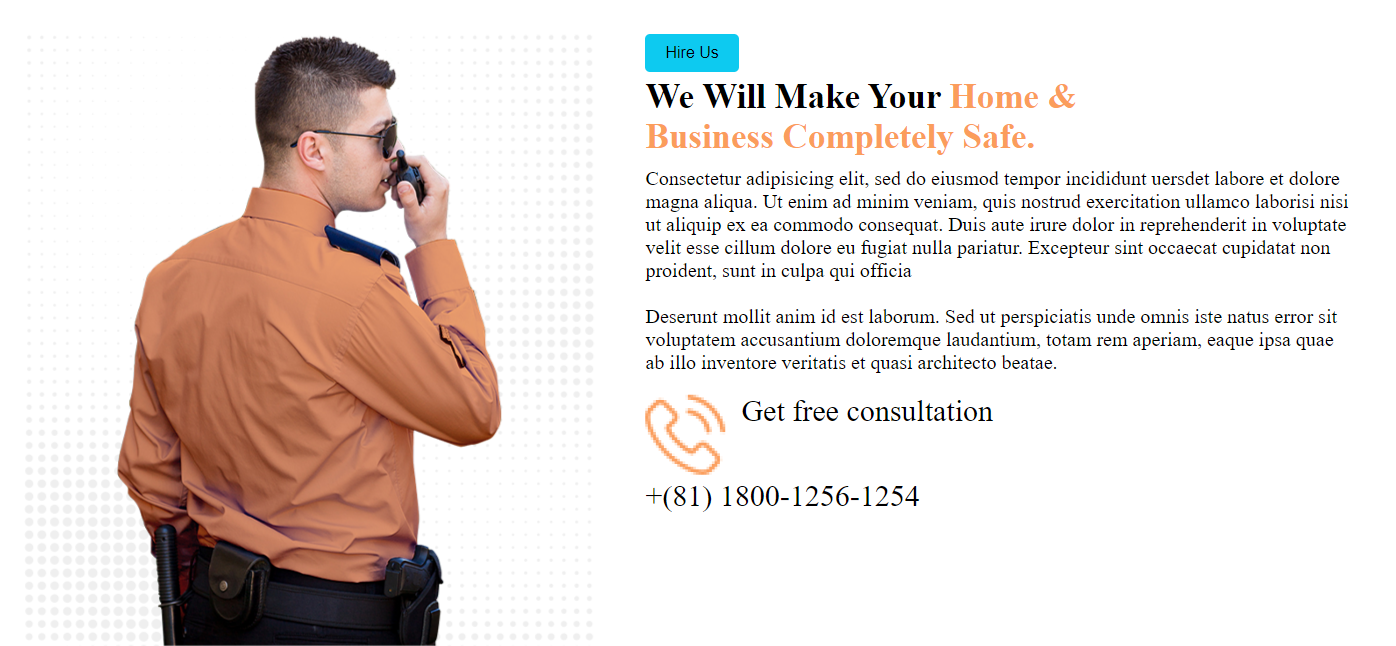 Hire Us
We Will Make Your Home &
Business Completely Safe.
Consectetur adipisicing elit, sed do eiusmod tempor incididunt uersdet labore et dolore
magna aliqua. Ut enim ad minim veniam, quis nostrud exercitation ullamco laborisi nisi
ut aliquip ex ea commodo consequat. Duis aute irure dolor in reprehenderit in voluptate
velit esse cillum dolore eu fugiat nulla pariatur. Excepteur sint occaecat cupidatat non
proident, sunt in culpa qui officia
Deserunt mollit anim id est laborum. Sed ut perspiciatis unde omnis iste natus error sit
voluptatem accusantium doloremque laudantium, totam rem aperiam, eaque ipsa quae
ab illo inventore veritatis et quasi architecto beatae.
Get free consultation
+(81) 1800-1256-1254